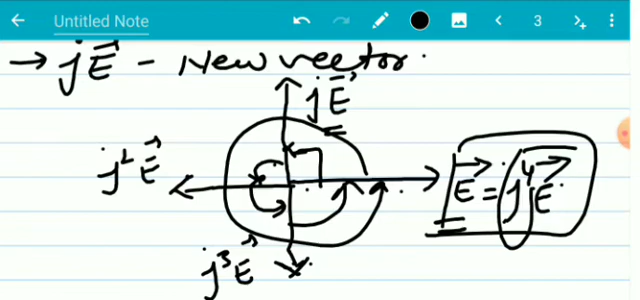 Untitled Note
3
→ jE⃗ - New vector.
jE⃗
j²E⃗
E⃗ = j⁴E⃗
j³E⃗